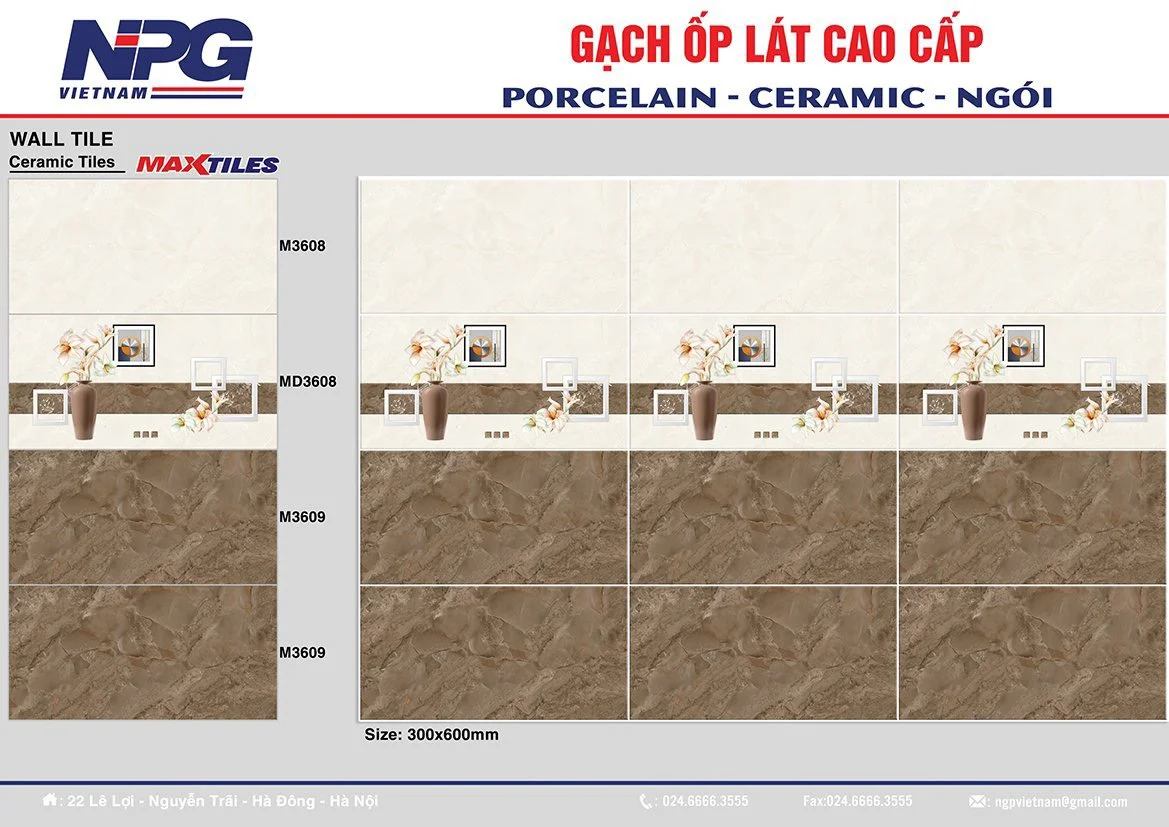 NPG
VIETNAM
GẠCH ỐP LÁT CAO CẤP
PORCELAIN - CERAMIC - NGÓI
WALL TILE
Ceramic Tiles
MAXTILES
M3608
MD3608
M3609
M3609
Size: 300x600mm
: 22 Lê Lợi - Nguyễn Trãi - Hà Đông - Hà Nội
: 024.6666.3555
Fax:024.6666.3555
: ngpvietnam@gmail.com